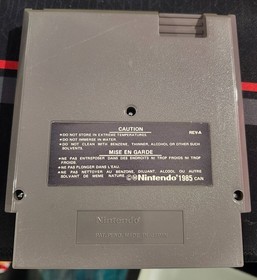 CAUTION
REV-A
●DO NOT STORE IN EXTREME TEMPERATURES.
●DO NOT IMMERSE IN WATER.
●DO NOT CLEAN WITH BENZENE, THINNER, ALCOHOL OR OTHER SUCH
SOLVENTS.
MISE EN GARDE
●NE PAS ENTREPOSER DANS DES ENDROITS NI TROP FROIDS NI TROP
CHAUDS.
●NE PAS PLONGER DANS L'EAU.
●NE PAS NETTOYER AU BENZENE, DILUANT, ALCOOL OU AUTRE
SOLVANT DE MEME NATURE.
©Nintendo®1985 CAN
Nintendo